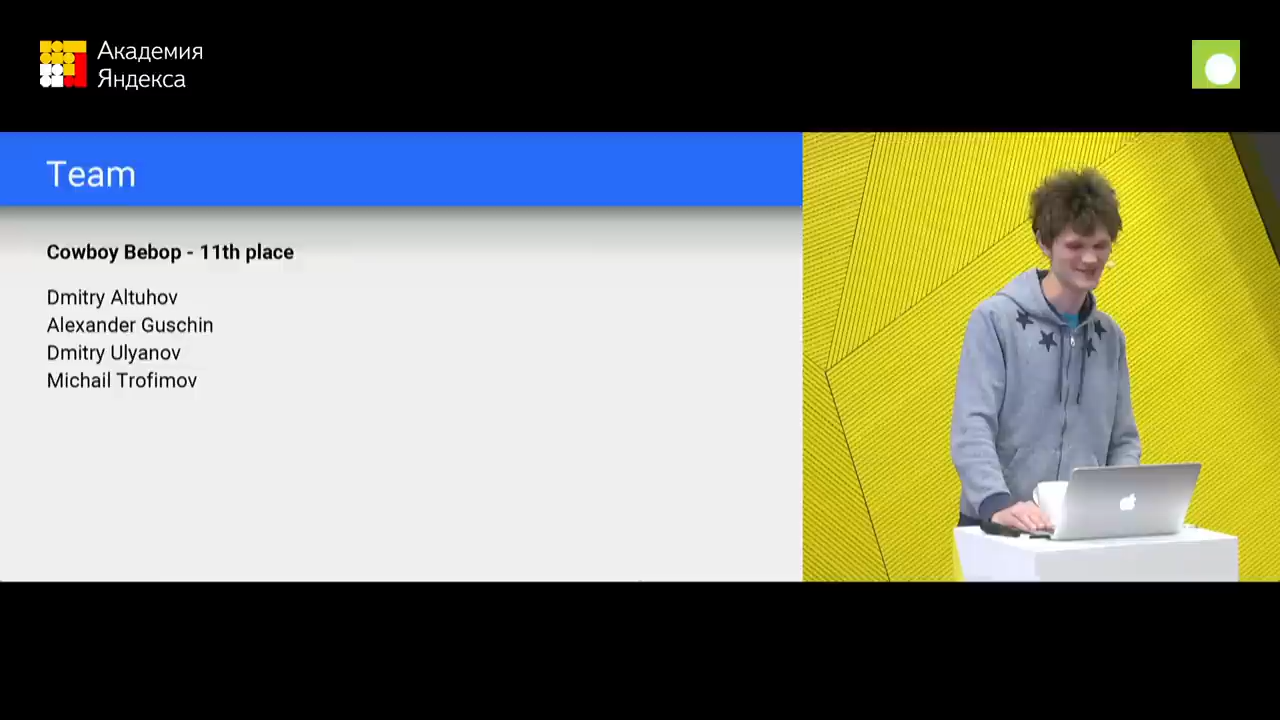 Академия
Яндекса
Team
Cowboy Bebop - 11th place
Dmitry Altuhov
Alexander Guschin
Dmitry Ulyanov
Michail Trofimov